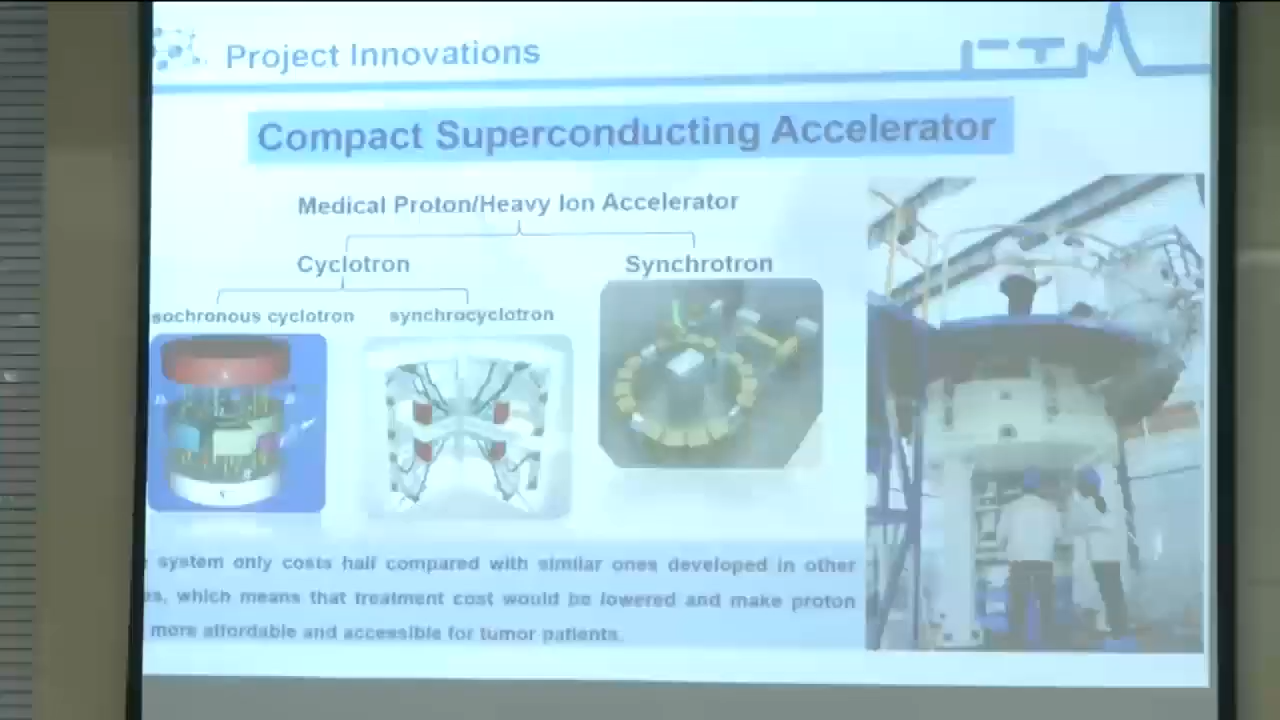 Project Innovations
Compact Superconducting Accelerator
Medical Proton/Heavy Ion Accelerator
Cyclotron
Synchrotron
sochronous cyclotron
synchrocyclotron
system only costs half compared with similar ones developed in other
es, which means that treatment cost would be lowered and make proton
more affordable and accessible for tumor patients.